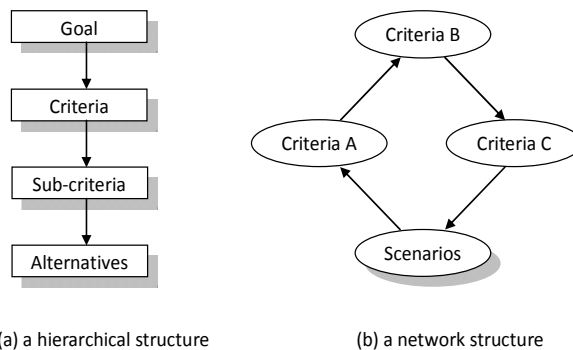 Goal
Criteria
Sub-criteria
Alternatives
Criteria B
Criteria A
Criteria C
Scenarios
(a) a hierarchical structure
(b) a network structure